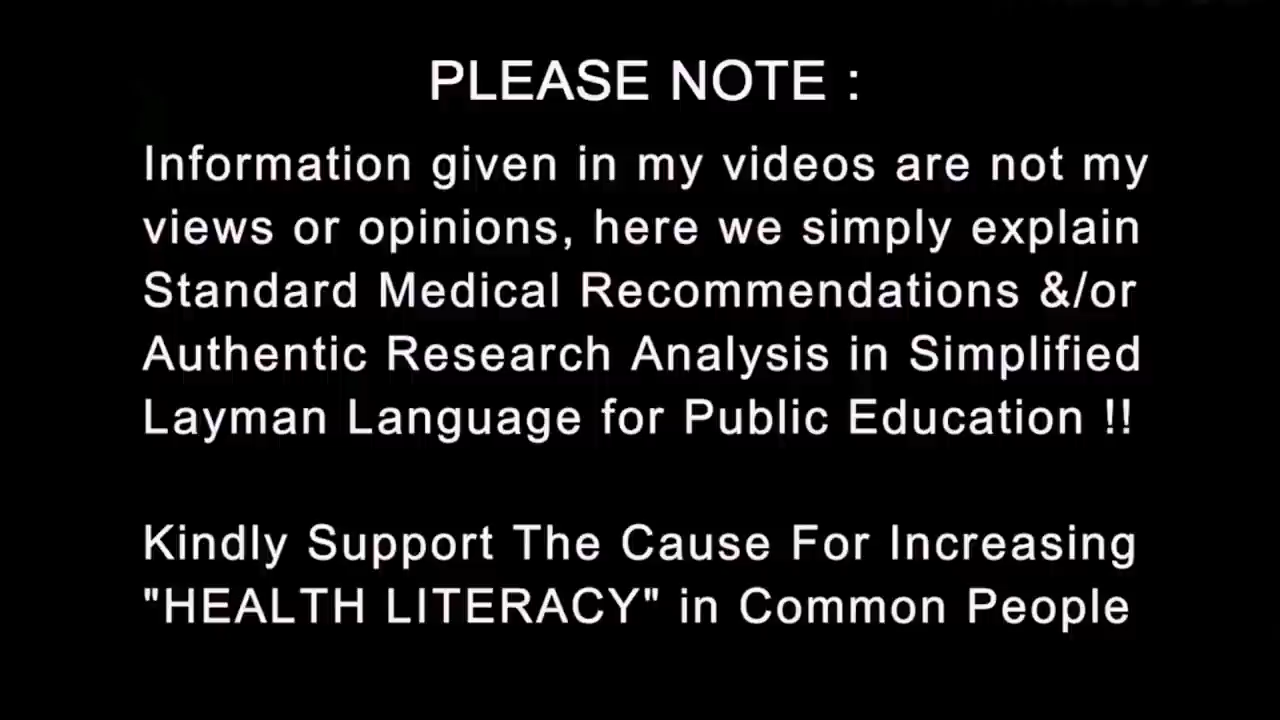 PLEASE NOTE :
Information given in my videos are not my
views or opinions, here we simply explain
Standard Medical Recommendations &/or
Authentic Research Analysis in Simplified
Layman Language for Public Education !!
Kindly Support The Cause For Increasing
"HEALTH LITERACY" in Common People